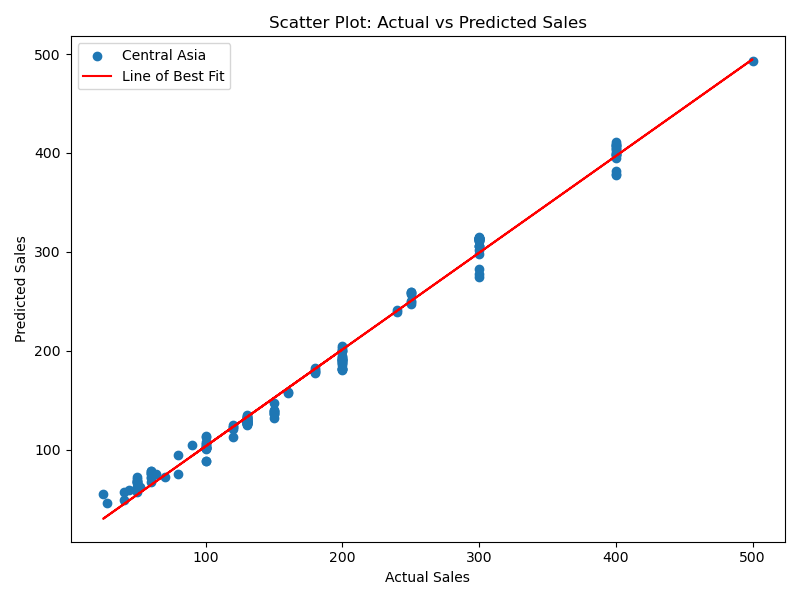 Scatter Plot: Actual vs Predicted Sales
Central Asia
Line of Best Fit
500
400
300
200
100
Predicted Sales
100 200 300 400 500
Actual Sales